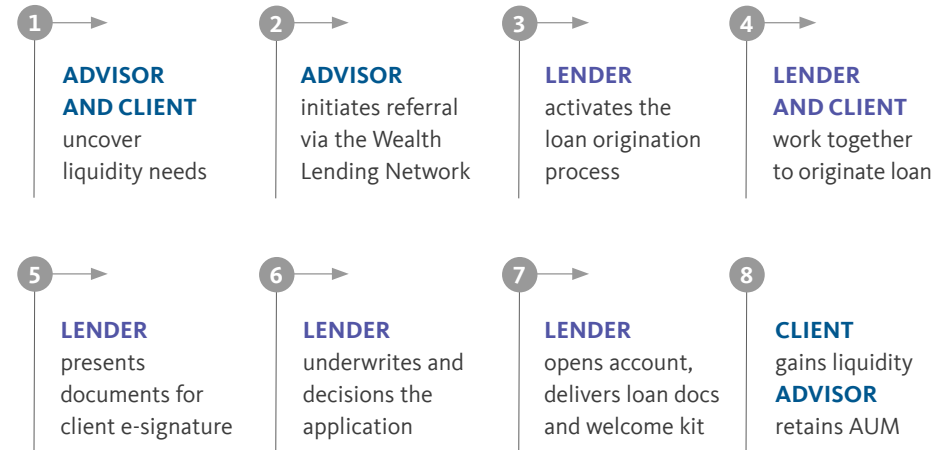 1
ADVISOR
AND CLIENT
uncover
liquidity needs
2
ADVISOR
initiates referral
via the Wealth
Lending Network
3
LENDER
activates the
loan origination
process
4
LENDER
AND CLIENT
work together
to originate loan
5
LENDER
presents
documents for
client e-signature
6
LENDER
underwrites and
decisions the
application
7
LENDER
opens account,
delivers loan docs
and welcome kit
8
CLIENT
gains liquidity
ADVISOR
retains AUM